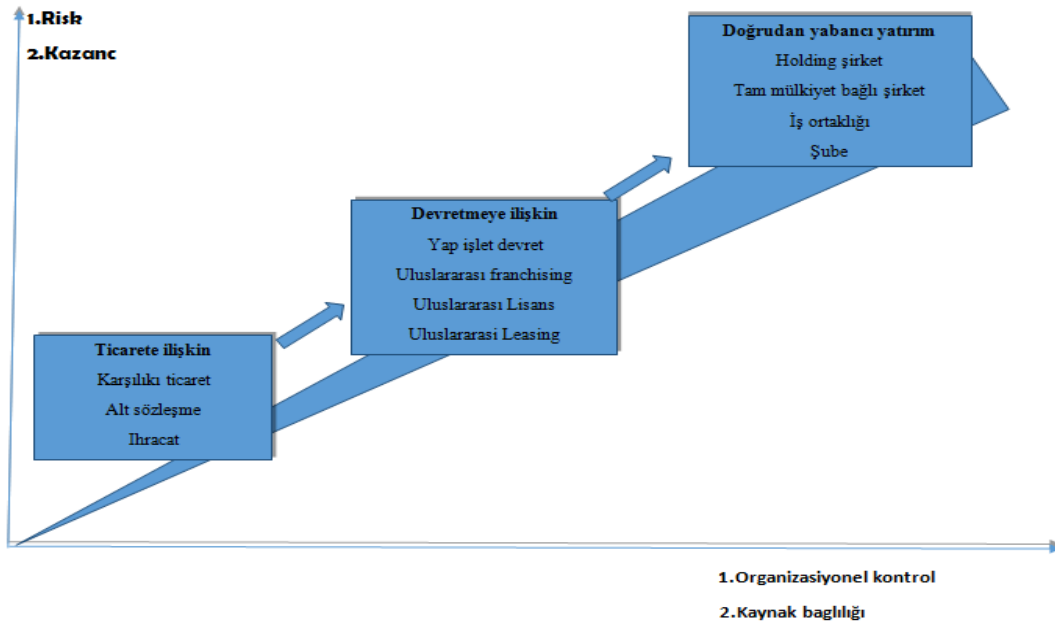 1.Risk
2.Kazanc
Doğrudan yabancı yatırım
Holding şirket
Tam mülkiyet bağlı şirket
İş ortaklığı
Şube
Devretmeye ilişkin
Yap işlet devret
Uluslararası franchising
Uluslararası Lisans
Uluslararasi Leasing
Ticarete ilişkin
Karşılıkı ticaret
Alt sözleşme
Ihracat
1.Organizasiyonel kontrol
2.Kaynak baglılığı